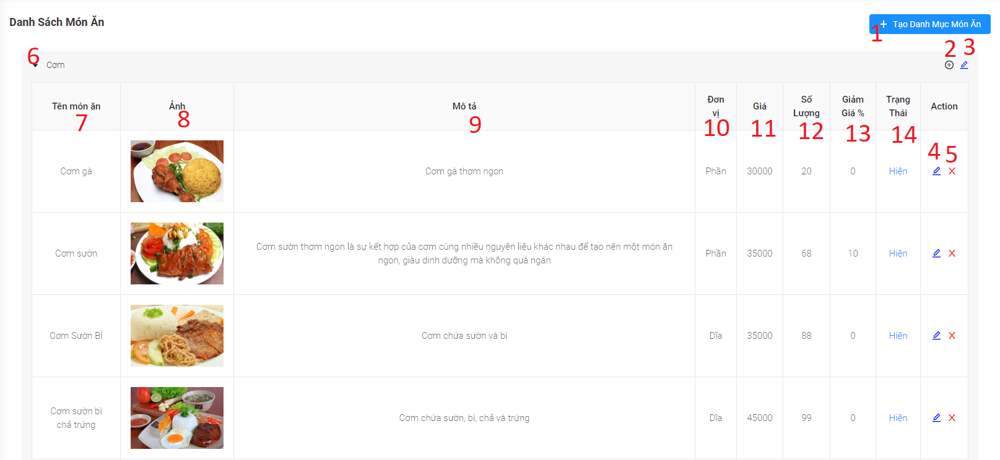 Danh Sách Món Ăn
1 + Tạo Danh Mục Món Ăn
6 Cơm 2 3
Tên món ăn Ảnh Mô tả Đơn vị Giá Số Lượng Giảm Giá % Trạng Thái Action
7 8 9 10 11 12 13 14
4 5
Cơm gà Cơm gà thơm ngon Phần 30000 20 0 Hiện
Cơm sườn Cơm sườn thơm ngon là sự kết hợp của cơm cùng nhiều nguyên liệu khác nhau để tạo nên một món ăn
ngon, giàu dinh dưỡng mà không quá ngán Phần 35000 68 10 Hiện
Cơm Sườn BÌ Cơm chứa sườn và bì Dĩa 35000 88 0 Hiện
Cơm sườn bì
chả trứng Cơm chứa sườn, bì, chả và trứng Dĩa 45000 99 0 Hiện